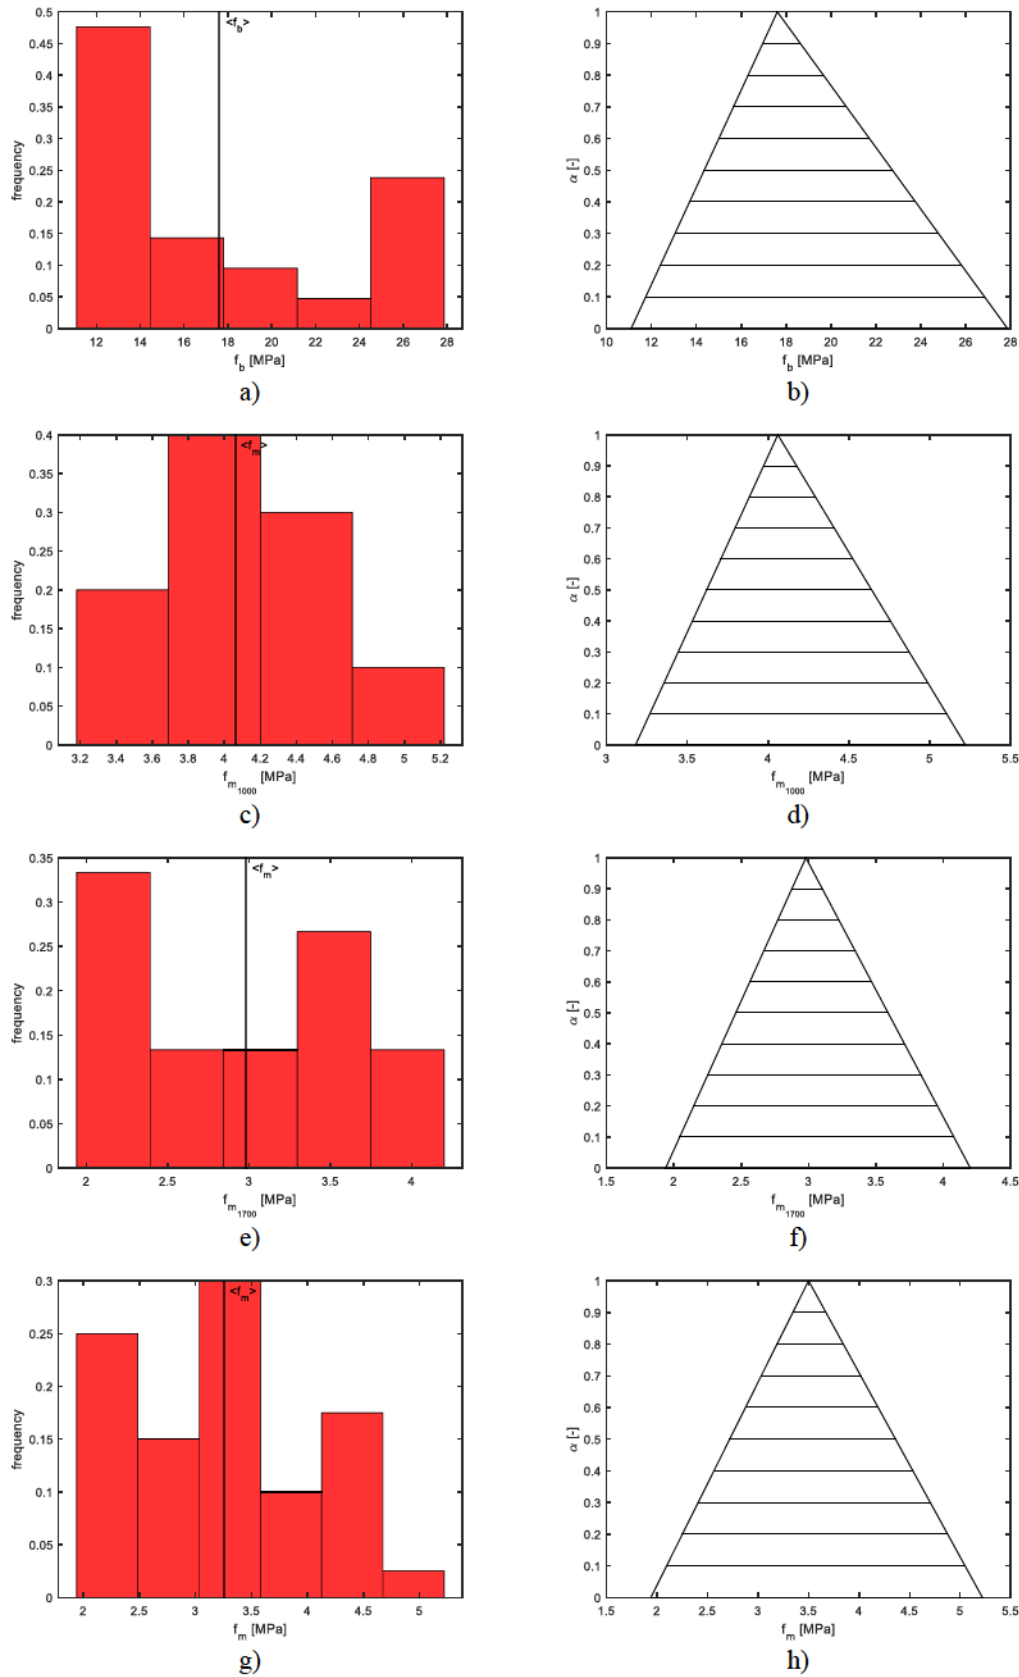 0.5
0.45
0.4
0.35
0.3
0.25
0.2
0.15
0.1
0.05
0
frequency
<f_b>
12 14 16 18 20 22 24 26 28
f_b [MPa]
a)
1
0.9
0.8
0.7
0.6
0.5
0.4
0.3
0.2
0.1
0
α [-]
10 12 14 16 18 20 22 24 26 28
f_b [MPa]
b)
0.4
0.35
0.3
0.25
0.2
0.15
0.1
0.05
0
frequency
<f_m>
3.2 3.4 3.6 3.8 4 4.2 4.4 4.6 4.8 5 5.2
f_m_1000 [MPa]
c)
1
0.9
0.8
0.7
0.6
0.5
0.4
0.3
0.2
0.1
0
α [-]
3 3.5 4 4.5 5 5.5
f_m_1000 [MPa]
d)
0.35
0.3
0.25
0.2
0.15
0.1
0.05
0
frequency
<f_m>
2 2.5 3 3.5 4
f_m_1700 [MPa]
e)
1
0.9
0.8
0.7
0.6
0.5
0.4
0.3
0.2
0.1
0
α [-]
1.5 2 2.5 3 3.5 4 4.5
f_m_1700 [MPa]
f)
0.3
0.25
0.2
0.15
0.1
0.05
0
frequency
<f_m>
2 2.5 3 3.5 4 4.5 5
f_m [MPa]
g)
1
0.9
0.8
0.7
0.6
0.5
0.4
0.3
0.2
0.1
0
α [-]
1.5 2 2.5 3 3.5 4 4.5 5 5.5
f_m [MPa]
h)